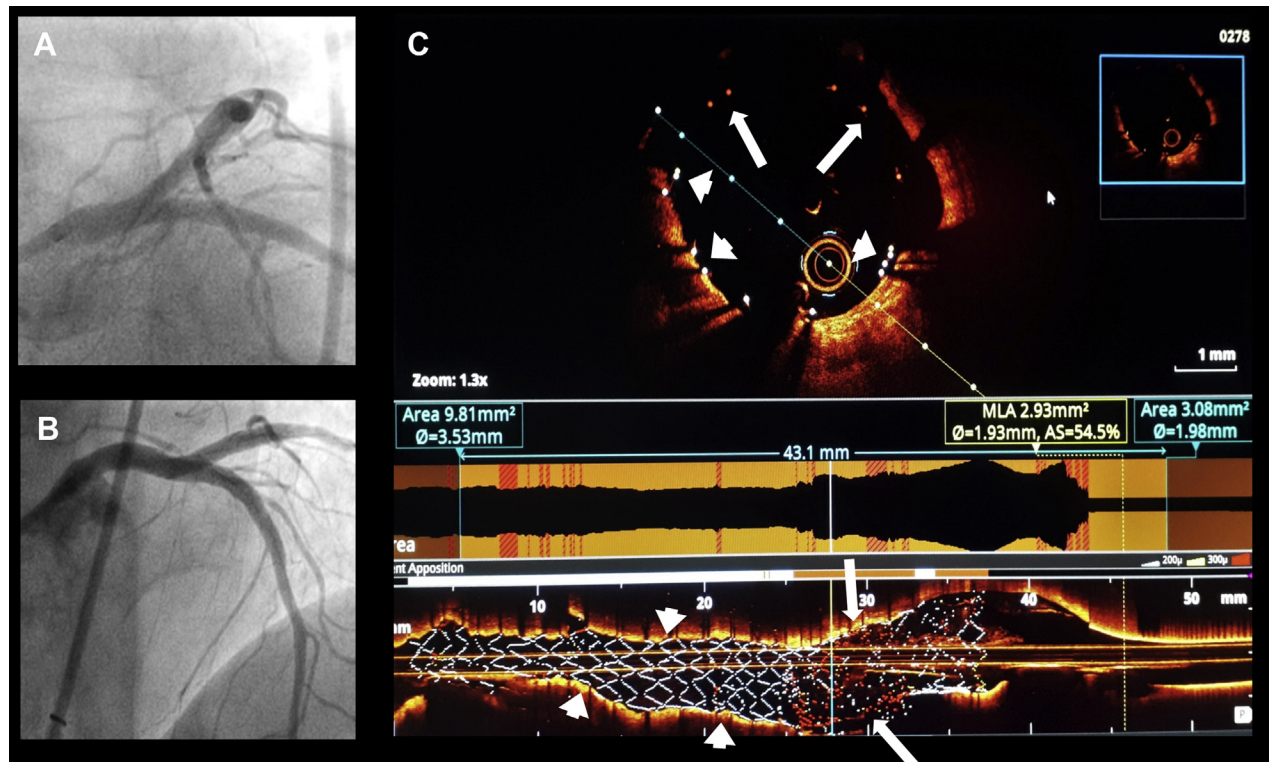 A
B
C
0278
Zoom: 1.3x
1 mm
Area 9.81mm²
Ø=3.53mm
MLA 2.93mm²
Ø=1.93mm, AS=54.5%
Area 3.08mm²
Ø=1.98mm
43.1 mm
rea
ent Apposition
200µ
300µ
10
20
30
40
50
mm
P